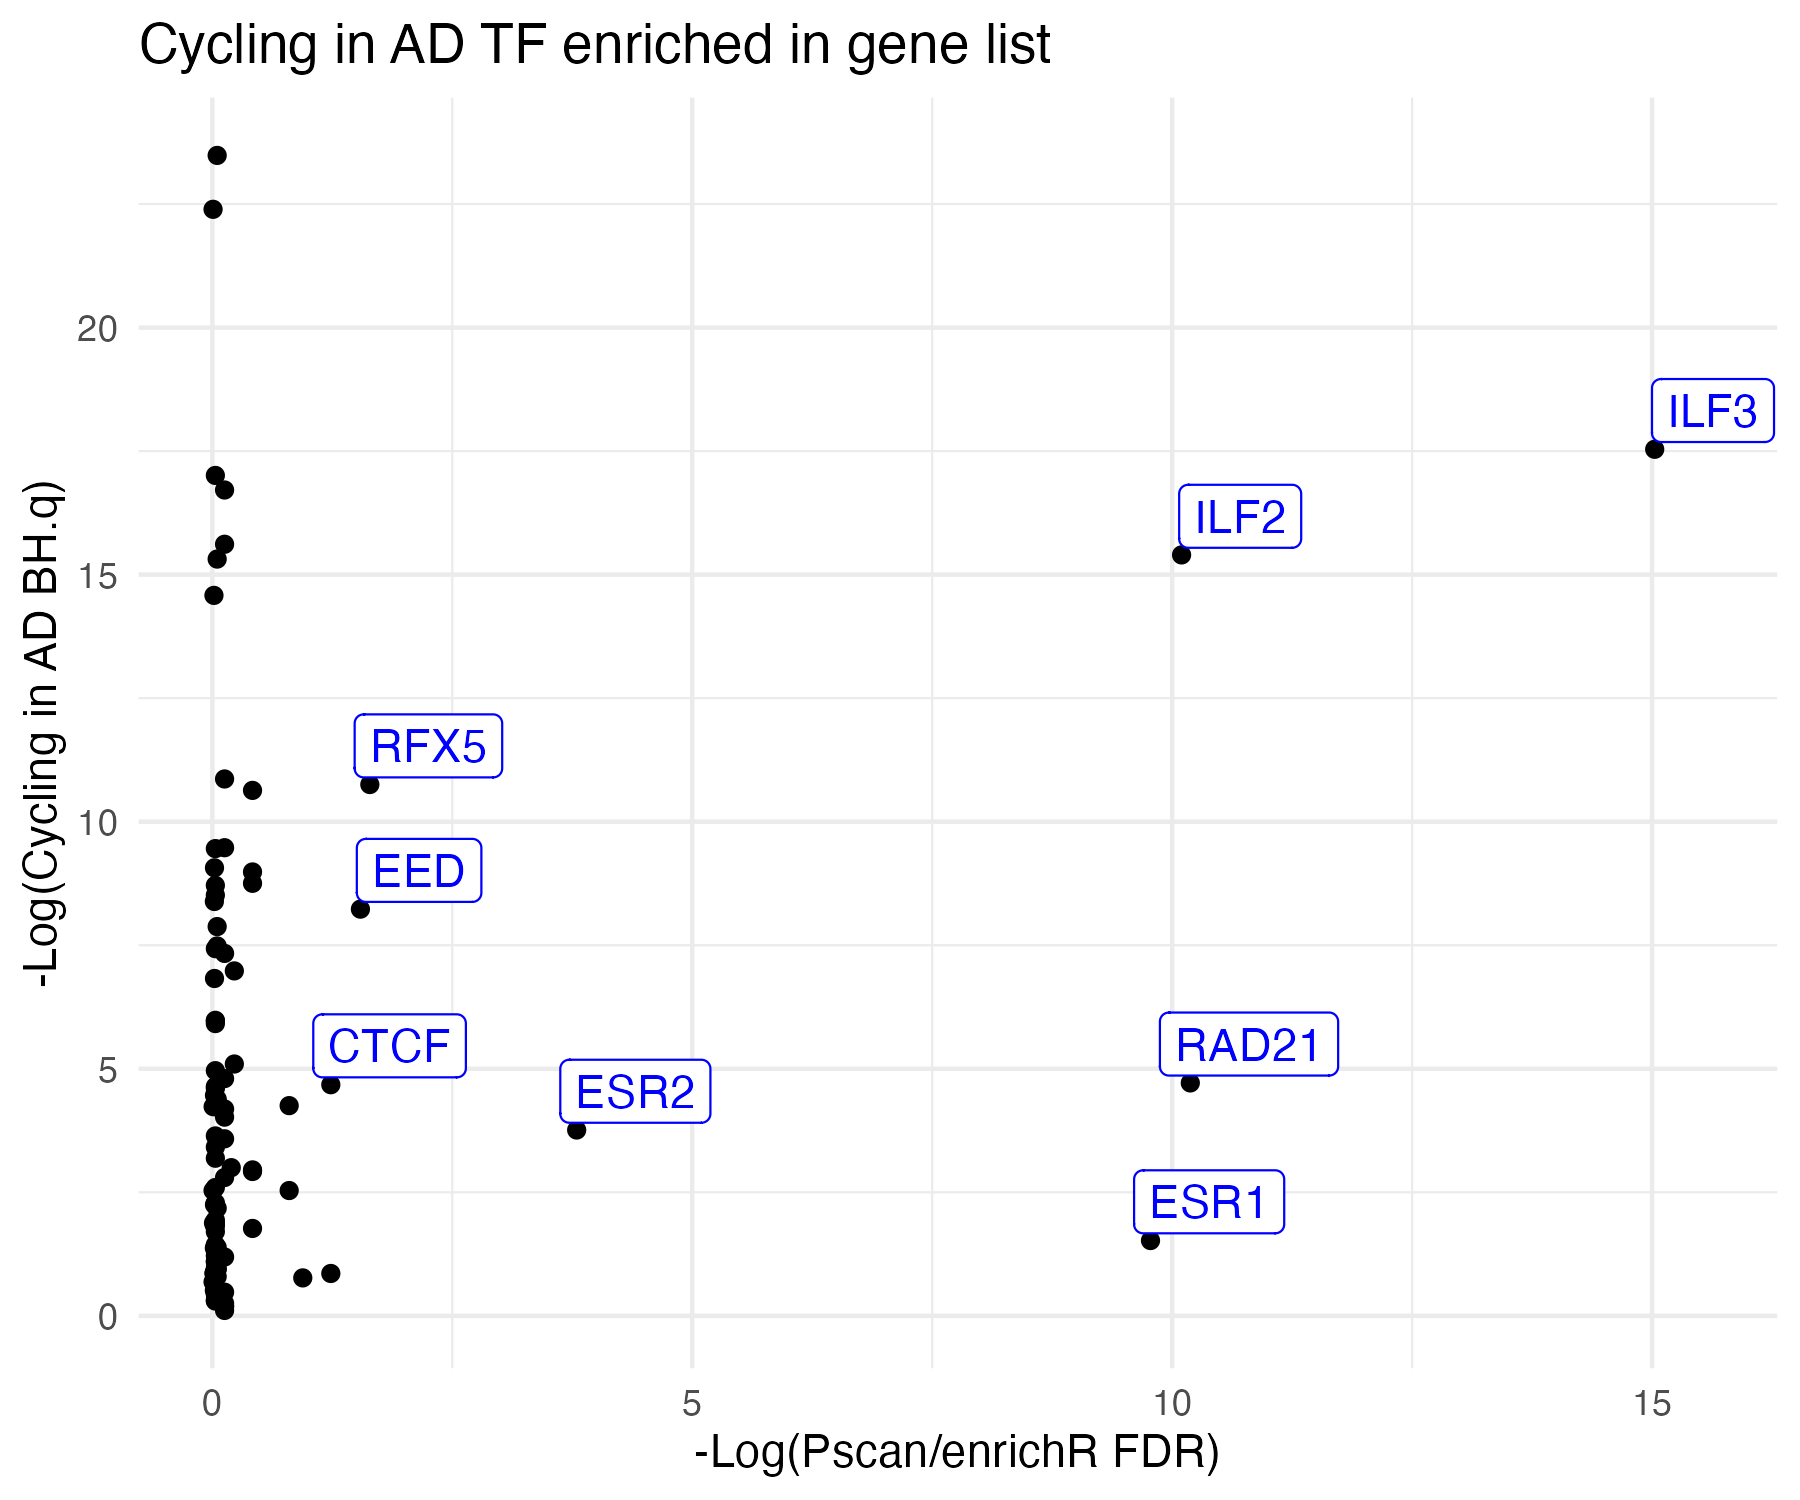 Cycling in AD TF enriched in gene list
-Log(Cycling in AD BH.q)
20
15
10
5
0
ILF3
ILF2
RFX5
EED
CTCF
ESR2
RAD21
ESR1
0 5 10 15
-Log(Pscan/enrichR FDR)